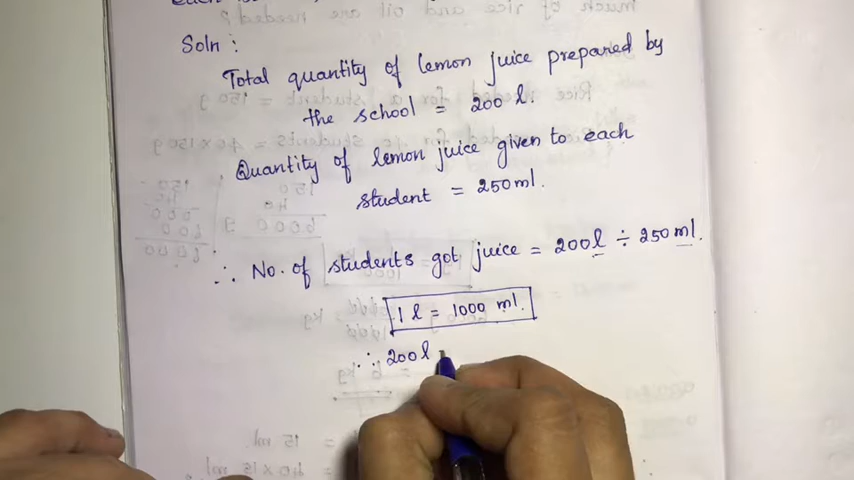 Soln :
Total quantity of lemon juice prepared by
the school = 200 l.
Quantity of lemon juice given to each
student = 250 ml.
∴ No. of students got juice = 200 l ÷ 250 ml.
1 l = 1000 ml.
∴ 200 l